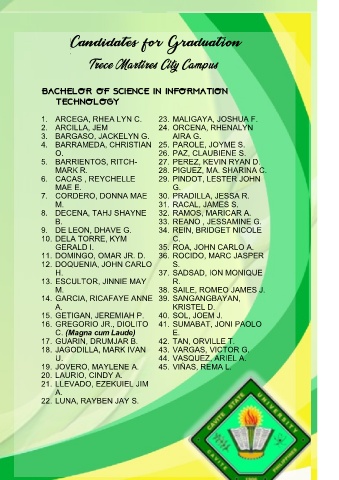 Candidates for Graduation
Trece Martires City Campus
BACHELOR OF SCIENCE IN INFORMATION
TECHNOLOGY
1. ARCEGA, RHEA LYN C.
2. ARCILLA, JEM
3. BARGASO, JACKELYN G.
4. BARRAMEDA, CHRISTIAN
O.
5. BARRIENTOS, RITCH-
MARK R.
6. CACAS , REYCHELLE
MAE E.
7. CORDERO, DONNA MAE
M.
8. DECENA, TAHJ SHAYNE
B.
9. DE LEON, DHAVE G.
10. DELA TORRE, KYM
GERALD I.
11. DOMINGO, OMAR JR. D.
12. DOQUENIA, JOHN CARLO
H.
13. ESCULTOR, JINNIE MAY
M.
14. GARCIA, RICAFAYE ANNE
A.
15. GETIGAN, JEREMIAH P.
16. GREGORIO JR., DIOLITO
C. (Magna cum Laude)
17. GUARIN, DRUMJAR B.
18. JAGODILLA, MARK IVAN
U.
19. JOVERO, MAYLENE A.
20. LAURIO, CINDY A.
21. LLEVADO, EZEKUIEL JIM
A.
22. LUNA, RAYBEN JAY S.
23. MALIGAYA, JOSHUA F.
24. ORCENA, RHENALYN
AIRA G.
25. PAROLE, JOYME S.
26. PAZ, CLAUBIENE S.
27. PEREZ, KEVIN RYAN D.
28. PIGUEZ, MA. SHARINA C.
29. PINDOT, LESTER JOHN
G.
30. PRADILLA, JESSA R.
31. RACAL, JAMES S.
32. RAMOS, MARICAR A.
33. REANO , JESSAMINE G.
34. REIN, BRIDGET NICOLE
C.
35. ROA, JOHN CARLO A.
36. ROCIDO, MARC JASPER
S.
37. SADSAD, ION MONIQUE
R.
38. SAILE, ROMEO JAMES J.
39. SANGANGBAYAN,
KRISTEL D.
40. SOL, JOEM J.
41. SUMABAT, JONI PAOLO
E.
42. TAN, ORVILLE T.
43. VARGAS, VICTOR G.
44. VASQUEZ, ARIEL A.
45. VIÑAS, REMA L.
CAVITE STATE UNIVERSITY
CAVITE
PHILIPPINES